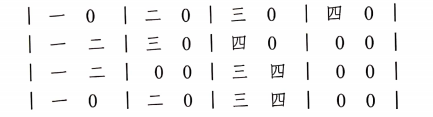 | 一 0 | 二 0 | 三 0 | 四 0 |
| 一 二 | 三 0 | 四 0 | 0 0 |
| 一 二 | 0 0 | 三 四 | 0 0 |
| 一 0 | 二 0 | 三 四 | 0 0 |